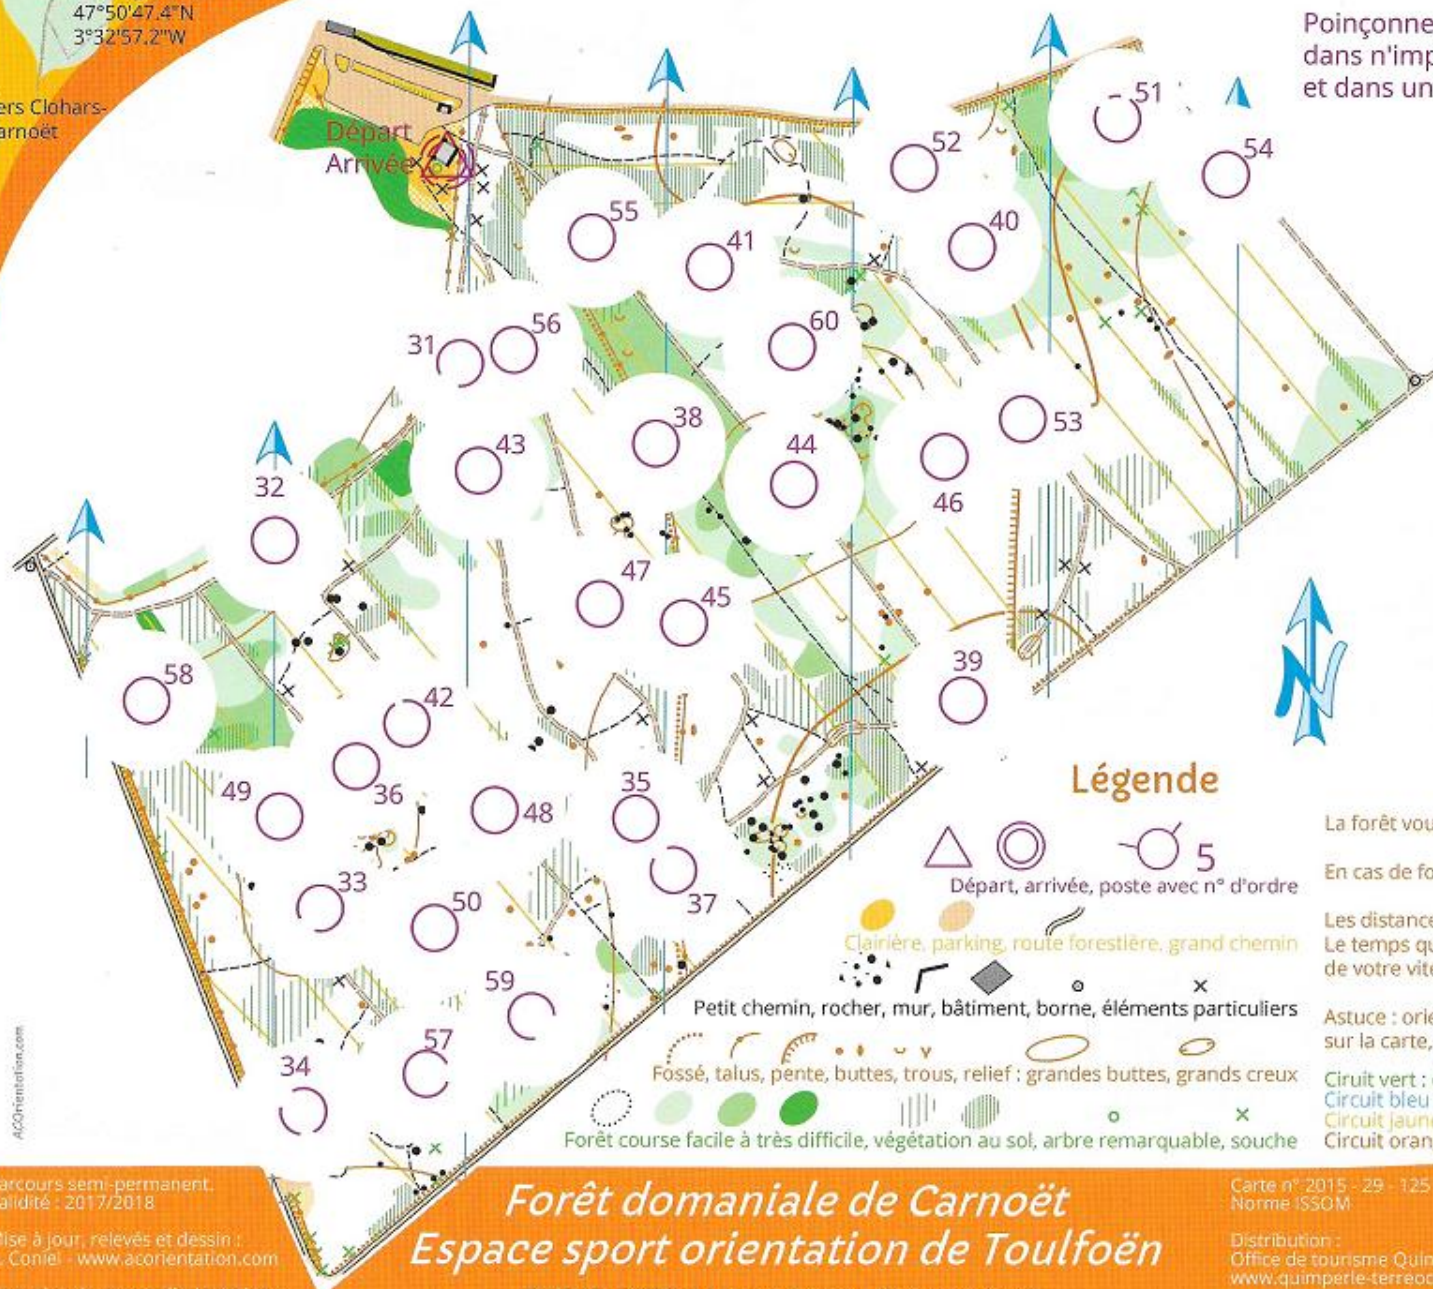 47°50'47.4"N
3°32'57.2"W
ers Clohars-
arnoët
Départ
Arrivée
Poinçonne
dans n'imp
et dans un
51
52
54
55
41
40
31
56
60
43
38
44
53
46
32
47
45
39
58
42
36
49
48
35
33
50
37
59
57
34
Légende
5
Départ, arrivée, poste avec n° d'ordre
Clairière, parking, route forestière, grand chemin
Petit chemin, rocher, mur, bâtiment, borne, éléments particuliers
Fossé, talus, pente, buttes, trous, relief : grandes buttes, grands creux
Forêt course facile à très difficile, végétation au sol, arbre remarquable, souche
La forêt vou
En cas de fo
Les distance
Le temps qu
de votre vite
Astuce : orie
sur la carte,
Ciruit vert :
Circuit bleu
Circuit jaun
Circuit oran
ACOrientation.com
arcours semi-permanent.
alidité : 2017/2018
ise à jour, relevés et dessin :
. Coniel - www.acorientation.com
Forêt domaniale de Carnoët
Espace sport orientation de Toulfoën
Carte n° 2015 - 29 - 125
Norme ISSOM
Distribution :
Office de tourisme Quim
www.quimperle-terreoc